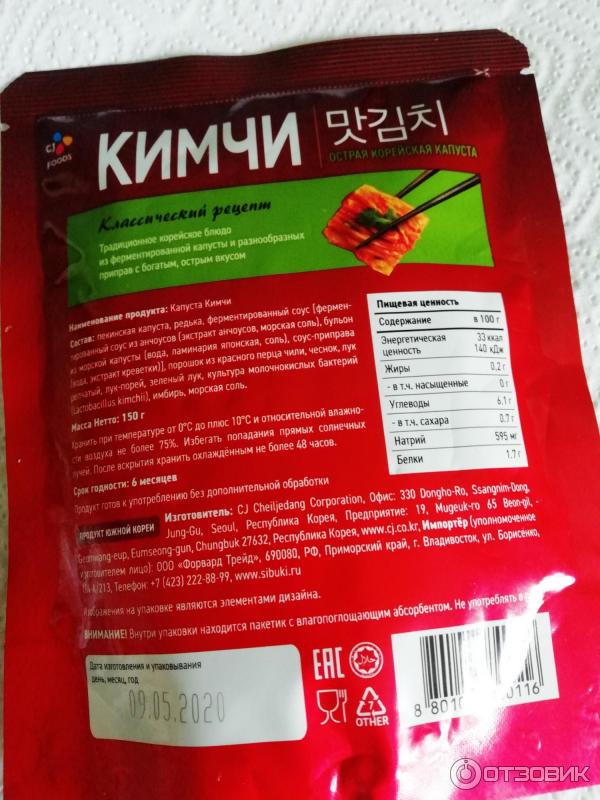 CJ
FOODS
КИМЧИ
맛김치
ОСТРАЯ КОРЕЙСКАЯ КАПУСТА
Классический рецепт
Традиционное корейское блюдо
из ферментированной капусты и разнообразных
приправ с богатым, острым вкусом
Наименование продукта: Капуста Кимчи
Состав: пекинская капуста, редька, ферментированный соус [фермен-
тированный соус из анчоусов (экстракт анчоусов, морская соль), бульон
из морской капусты (вода, ламинария японская, соль), соус-приправа
(вода, экстракт креветки)], порошок из красного перца чили, чеснок, лук
репчатый, лук-порей, зеленый лук, культура молочнокислых бактерий
(Lactobacillus kimchii), имбирь, морская соль.
Масса Нетто: 150 г
Хранить при температуре от 0°С до плюс 10°С и относительной влажно-
сти воздуха не более 75%. Избегать попадания прямых солнечных
лучей. После вскрытия хранить охлаждённым не более 48 часов.
Срок годности: 6 месяцев
Продукт готов к употреблению без дополнительной обработки
Пищевая ценность
Содержание в 100 г
Энергетическая ценность 33 ккал
140 кДж
Жиры 0,2 г
- в т.ч. насыщенные 0 г
Углеводы 6,1 г
- в т.ч. сахара 0,7 г
Натрий 595 мг
Белки 1,7 г
ПРОДУКТ ЮЖНОЙ КОРЕИ
Изготовитель: CJ Cheiljedang Corporation, Офис: 330 Dongho-Ro, Ssangnim-Dong,
Jung-Gu, Seoul, Республика Корея, Предприятие: 19, Mugeuk-ro 65 Beon-gil,
Geumwang-eup, Eumseong-gun, Chungbuk 27632, Республика Корея, www.cj.co.kr, Импортёр (уполномоченное
изготовителем лицо): ООО «Форвард Трейд», 690080, РФ, Приморский край, г. Владивосток, ул. Борисенко,
А/213, Телефон: +7 (423) 222-88-99, www.sibuki.ru
Изображения на упаковке являются элементами дизайна.
ВНИМАНИЕ! Внутри упаковки находится пакетик с влагопоглощающим абсорбентом. Не употреблять в
Дата изготовления и упаковывания
день, месяц, год
09.05.2020
EAC
7
OTHER
8 8010 0116
ОТЗОВИК